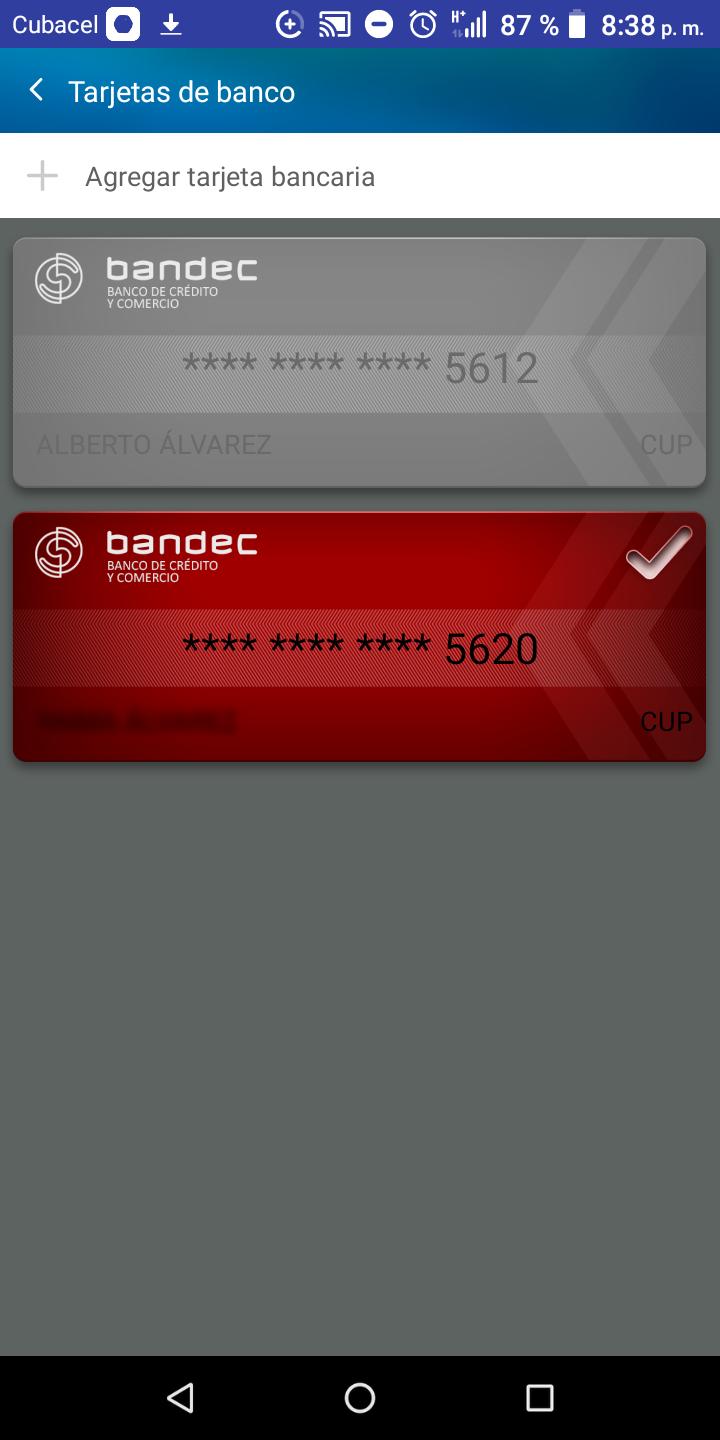 Cubacel 87 % 8:38 p. m.
Tarjetas de banco
Agregar tarjeta bancaria
bandec
BANCO DE CRÉDITO
Y COMERCIO
**** **** **** 5612
ALBERTO ÁLVAREZ CUP
bandec
BANCO DE CRÉDITO
Y COMERCIO
**** **** **** 5620
CUP